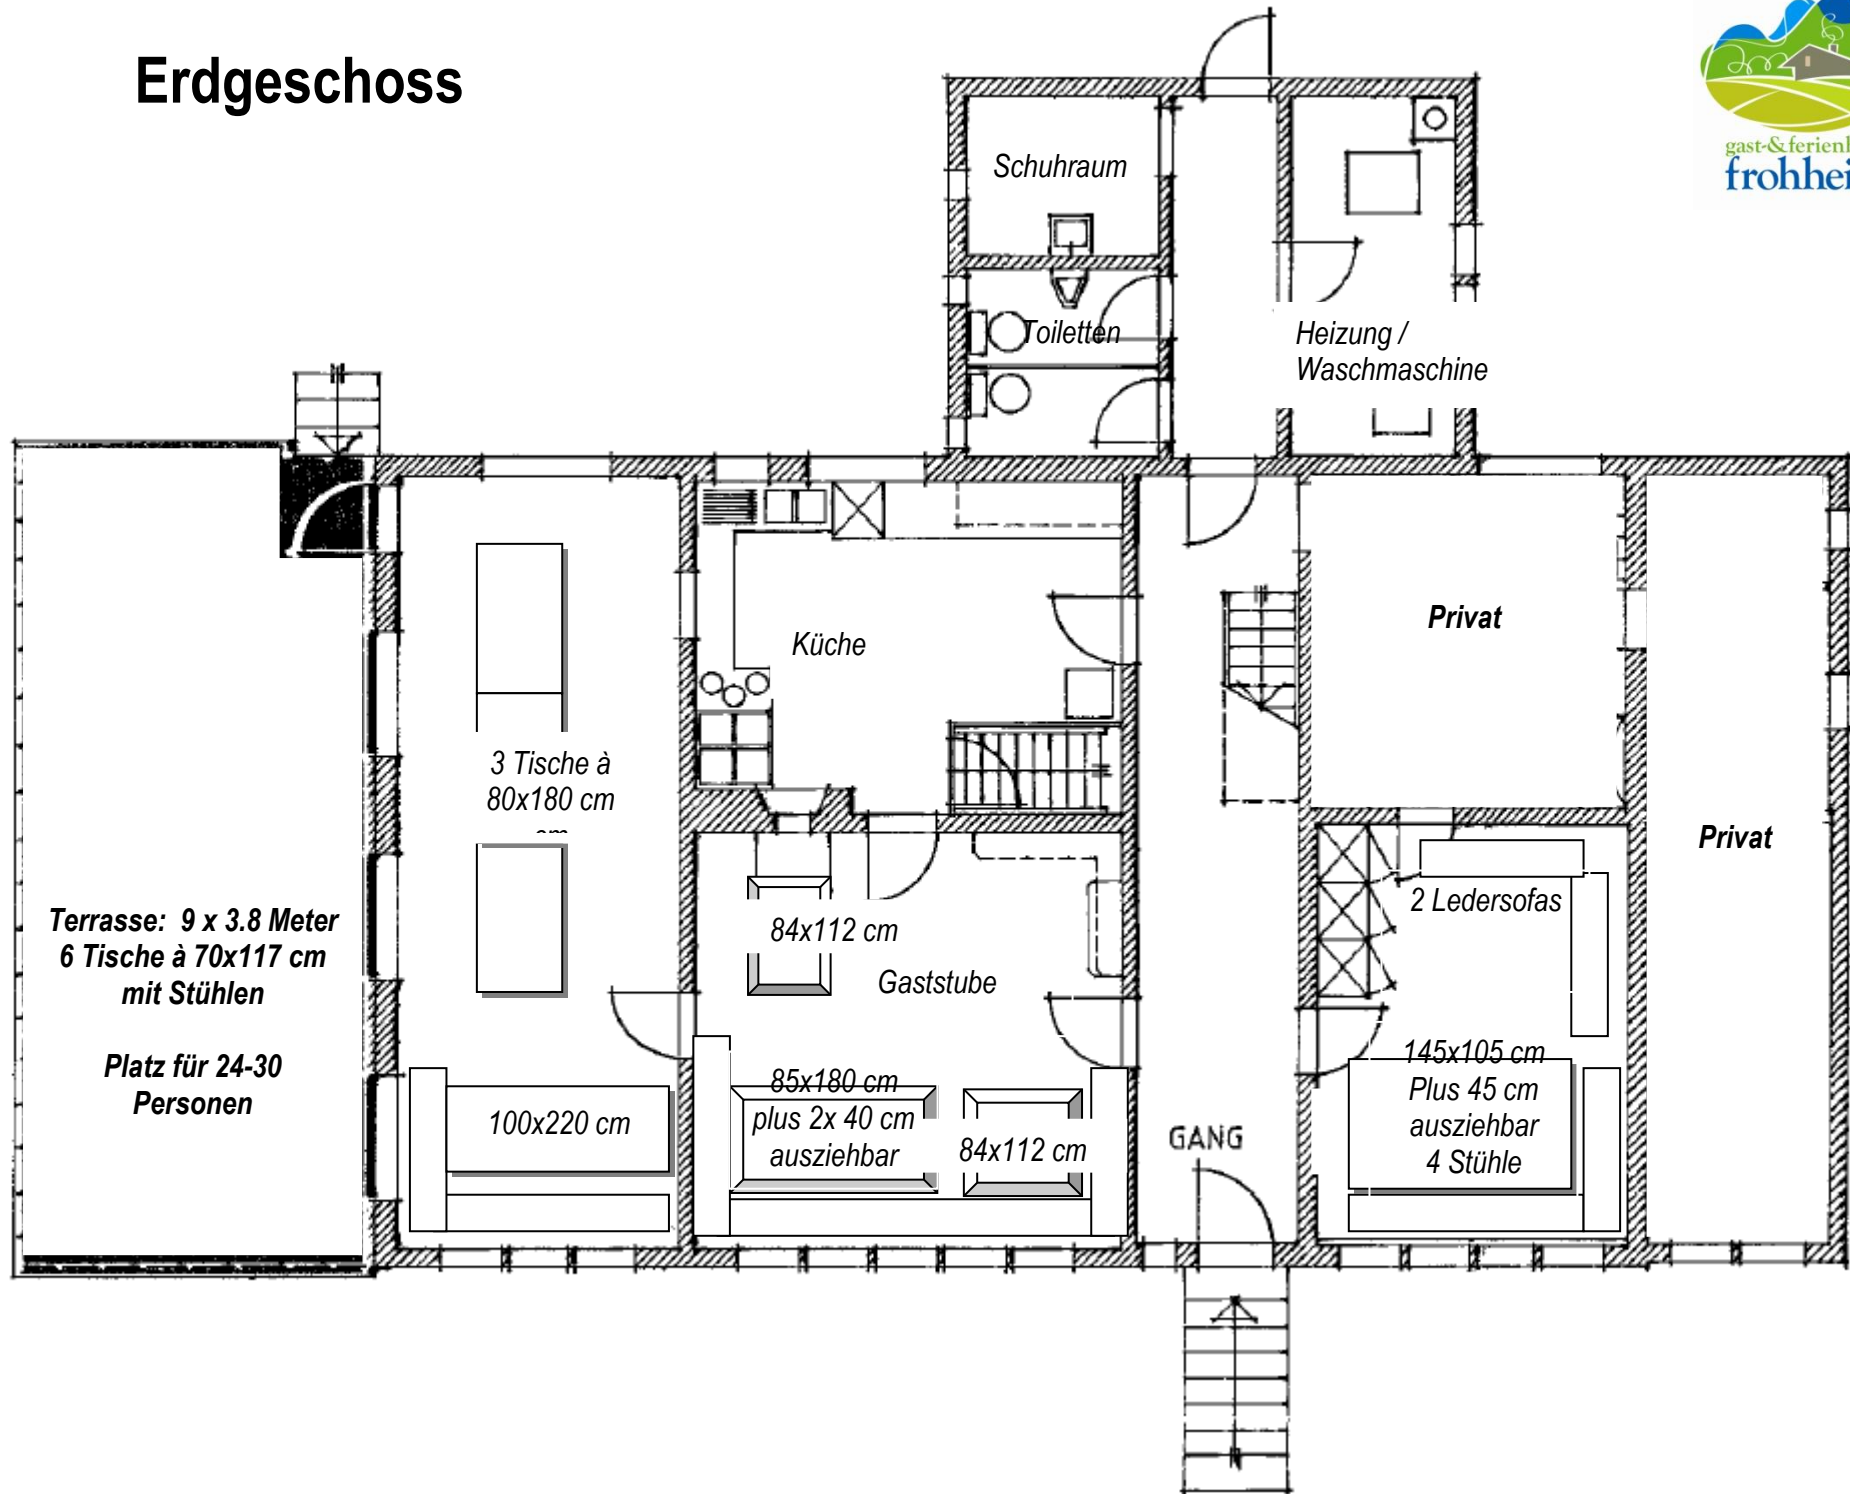 Erdgeschoss
frohhei
Schuhraum
Toiletten
Heizung /
Waschmaschine
Küche
Privat
3 Tische à
80x180 cm
Privat
Terrasse: 9 x 3.8 Meter
6 Tische à 70x117 cm
mit Stühlen
Platz für 24-30
Personen
84x112 cm
Gaststube
2 Ledersofas
100x220 cm
85x180 cm
plus 2x 40 cm
ausziehbar
84x112 cm
GANG
145x105 cm
Plus 45 cm
ausziehbar
4 Stühle